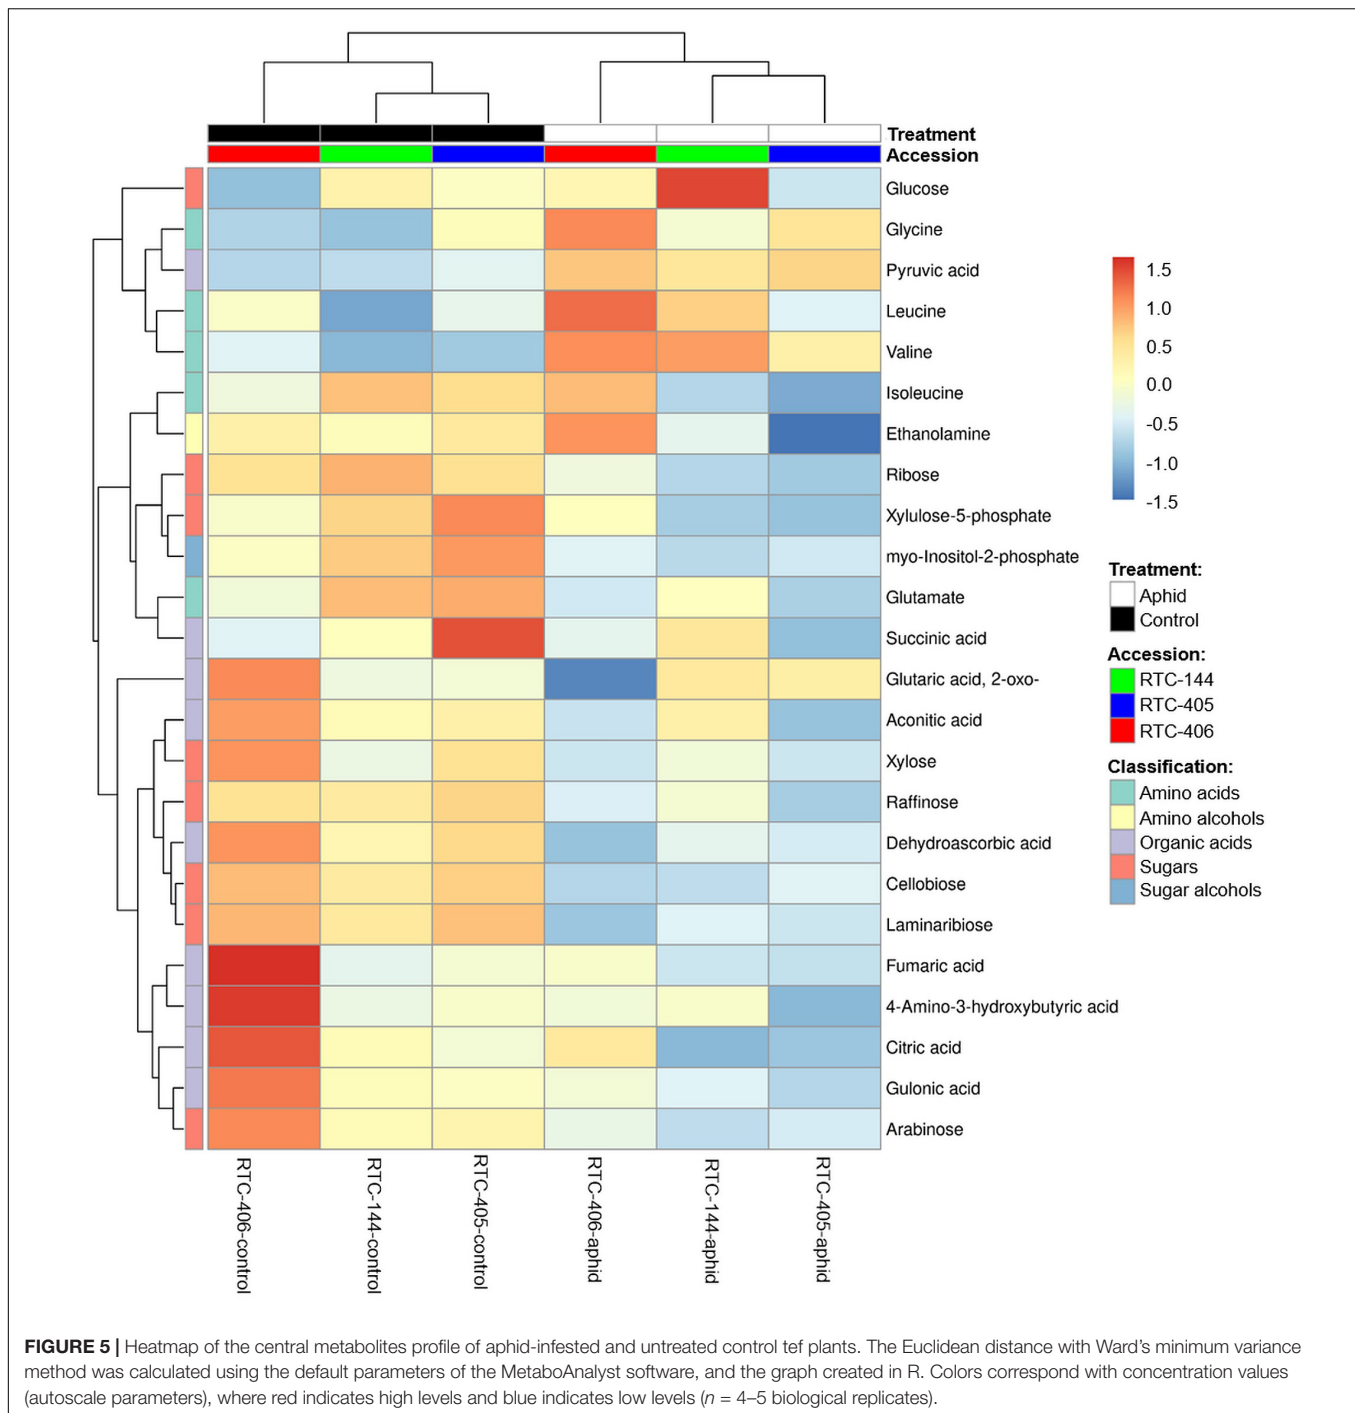 Treatment
Accession
Glucose
Glycine
Pyruvic acid
Leucine
Valine
Isoleucine
Ethanolamine
Ribose
Xylulose-5-phosphate
myo-Inositol-2-phosphate
Glutamate
Succinic acid
Glutaric acid, 2-oxo-
Aconitic acid
Xylose
Raffinose
Dehydroascorbic acid
Cellobiose
Laminaribiose
Fumaric acid
4-Amino-3-hydroxybutyric acid
Citric acid
Gulonic acid
Arabinose
1.5
1.0
0.5
0.0
-0.5
-1.0
-1.5
Treatment:
Aphid
Control
Accession:
RTC-144
RTC-405
RTC-406
Classification:
Amino acids
Amino alcohols
Organic acids
Sugars
Sugar alcohols
RTC-406-control
RTC-144-control
RTC-405-control
RTC-406-aphid
RTC-144-aphid
RTC-405-aphid
FIGURE 5 | Heatmap of the central metabolites profile of aphid-infested and untreated control tef plants. The Euclidean distance with Ward's minimum variance
method was calculated using the default parameters of the MetaboAnalyst software, and the graph created in R. Colors correspond with concentration values
(autoscale parameters), where red indicates high levels and blue indicates low levels (n = 4–5 biological replicates).